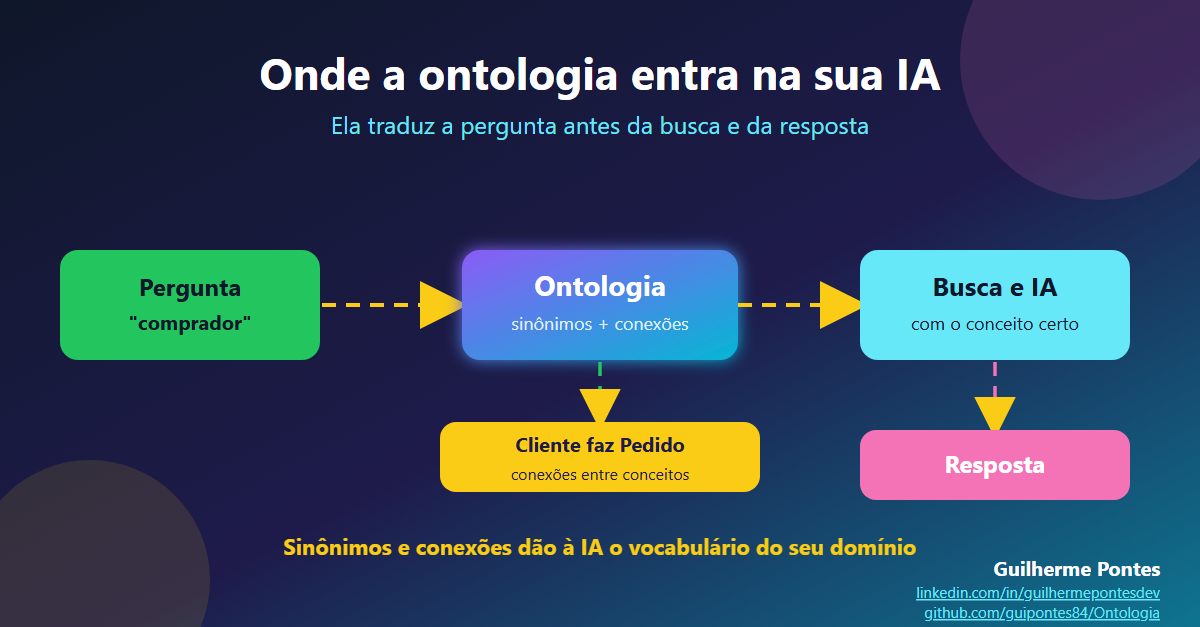 Onde a ontologia entra na sua IA
Ela traduz a pergunta antes da busca e da resposta
Pergunta
"comprador"
Ontologia
sinônimos + conexões
Busca e IA
com o conceito certo
Cliente faz Pedido
conexões entre conceitos
Resposta
Sinônimos e conexões dão à IA o vocabulário do seu domínio
Guilherme Pontes
linkedin.com/in/guilhermepontesdev
github.com/guipontes84/Ontologia